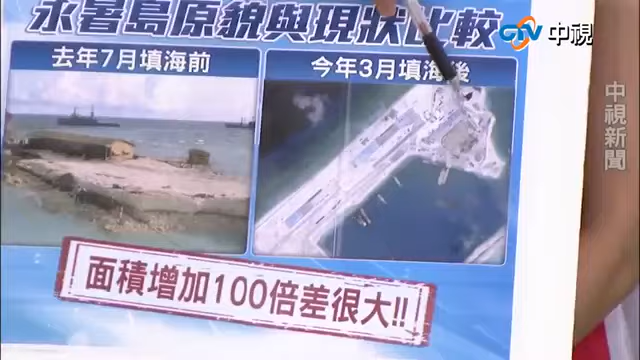 永暑島原貌與現狀比較
CTV 中視
去年7月填海前
今年3月填海後
中視新聞
面積增加100倍差很大!!